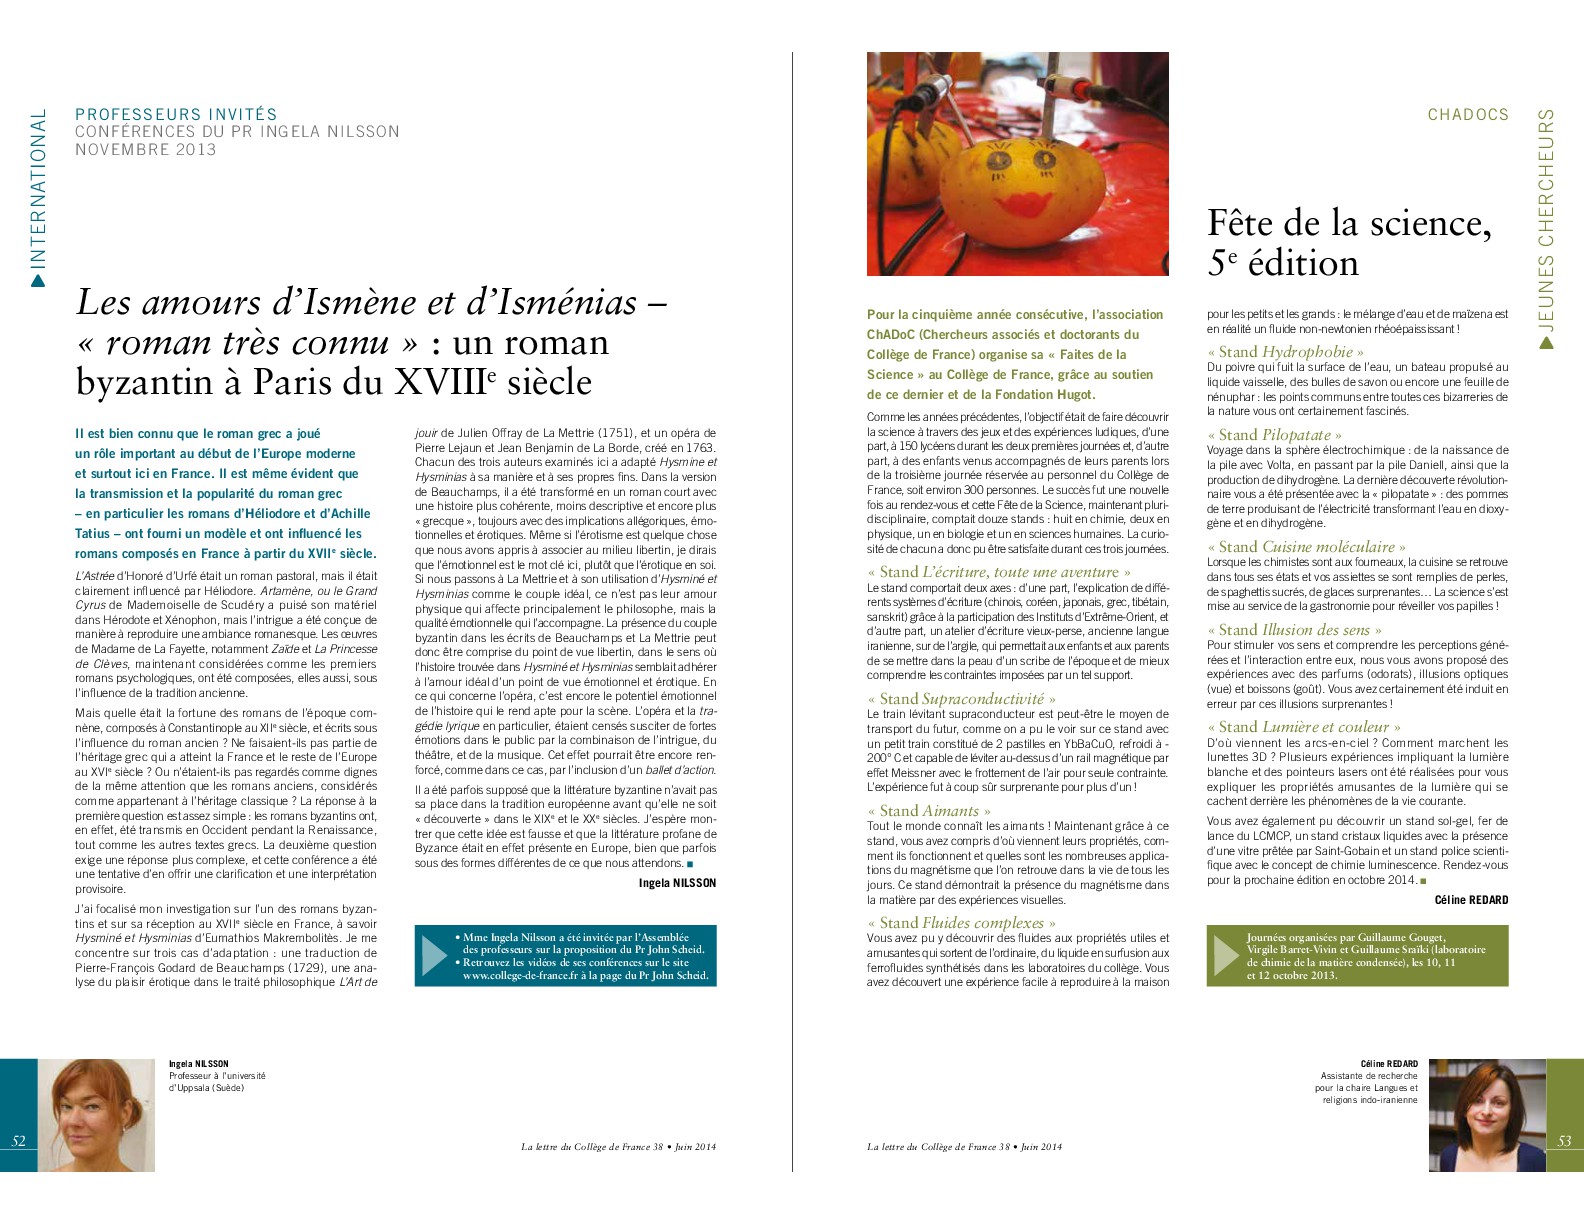 INTERNATIONAL
PROFESSEURS INVITÉS
CONFÉRENCES DU PR INGELA NILSSON
NOVEMBRE 2013
Les amours d'Ismène et d'Isménias –
« roman très connu » : un roman
byzantin à Paris du XVIIIe siècle
Il est bien connu que le roman grec a joué
un rôle important au début de l'Europe moderne
et surtout ici en France. Il est même évident que
la transmission et la popularité du roman grec
– en particulier les romans d'Héliodore et d'Achille
Tatius – ont fourni un modèle et ont influencé les
romans composés en France à partir du XVIIe siècle.
L'Astrée d'Honoré d'Urfé était un roman pastoral, mais il était
clairement influencé par Héliodore. Artamène, ou le Grand
Cyrus de Mademoiselle de Scudéry a puisé son matériel
dans Hérodote et Xénophon, mais l'intrigue a été conçue de
manière à reproduire une ambiance romanesque. Les œuvres
de Madame de La Fayette, notamment Zaïde et La Princesse
de Clèves, maintenant considérées comme les premiers
romans psychologiques, ont été composées, elles aussi, sous
l'influence de la tradition ancienne.
Mais quelle était la fortune des romans de l'époque com-
nène, composés à Constantinople au XIIe siècle, et écrits sous
l'influence du roman ancien ? Ne faisaient-ils pas partie de
l'héritage grec qui a atteint la France et le reste de l'Europe
au XVIe siècle ? Ou n'étaient-ils pas regardés comme dignes
de la même attention que les romans anciens, considérés
comme appartenant à l'héritage classique ? La réponse à la
première question est assez simple : les romans byzantins ont,
en effet, été transmis en Occident pendant la Renaissance,
tout comme les autres textes grecs. La deuxième question
exige une réponse plus complexe, et cette conférence a été
une tentative d'en offrir une clarification et une interprétation
provisoire.
J'ai focalisé mon investigation sur l'un des romans byzan-
tins et sur sa réception au XVIIe siècle en France, à savoir
Hysminé et Hysminias d'Eumathios Makrembolitès. Je me
concentre sur trois cas d'adaptation : une traduction de
Pierre-François Godard de Beauchamps (1729), une ana-
lyse du plaisir érotique dans le traité philosophique L'Art de
jouir de Julien Offray de La Mettrie (1751), et un opéra de
Pierre Lejaun et Jean Benjamin de La Borde, créé en 1763.
Chacun des trois auteurs examinés ici a adapté Hysmine et
Hysminias à sa manière et à ses propres fins. Dans la version
de Beauchamps, il a été transformé en un roman court avec
une histoire plus cohérente, moins descriptive et encore plus
« grecque », toujours avec des implications allégoriques, émo-
tionnelles et érotiques. Même si l'érotisme est quelque chose
que nous avons appris à associer au milieu libertin, je dirais
que l'émotionnel est le mot clé ici, plutôt que l'érotique en soi.
Si nous passons à La Mettrie et à son utilisation d'Hysminé et
Hysminias comme le couple idéal, ce n'est pas leur amour
physique qui affecte principalement le philosophe, mais la
qualité émotionnelle qui l'accompagne. La présence du couple
byzantin dans les écrits de Beauchamps et La Mettrie peut
donc être comprise du point de vue libertin, dans le sens où
l'histoire trouvée dans Hysminé et Hysminias semblait adhérer
à l'amour idéal d'un point de vue émotionnel et érotique. En
ce qui concerne l'opéra, c'est encore le potentiel émotionnel
de l'histoire qui le rend apte pour la scène. L'opéra et la tra-
gédie lyrique en particulier, étaient censés susciter de fortes
émotions dans le public par la combinaison de l'intrigue, du
théâtre, et de la musique. Cet effet pourrait être encore ren-
forcé, comme dans ce cas, par l'inclusion d'un ballet d'action.
Il a été parfois supposé que la littérature byzantine n'avait pas
sa place dans la tradition européenne avant qu'elle ne soit
« découverte » dans le XIXe et le XXe siècles. J'espère mon-
trer que cette idée est fausse et que la littérature profane de
Byzance était en effet présente en Europe, bien que parfois
sous des formes différentes de ce que nous attendons. ■
Ingela NILSSON
• Mme Ingela Nilsson a été invitée par l'Assemblée
des professeurs sur la proposition du Pr John Scheid.
• Retrouvez les vidéos de ses conférences sur le site
www.college-de-france.fr à la page du Pr John Scheid.
Ingela NILSSON
Professeur à l'université
d'Uppsala (Suède)
52
La lettre du Collège de France 38 • Juin 2014
CHADOCS
JEUNES CHERCHEURS
Fête de la science,
5e édition
Pour la cinquième année consécutive, l'association
ChADoC (Chercheurs associés et doctorants du
Collège de France) organise sa « Faites de la
Science » au Collège de France, grâce au soutien
de ce dernier et de la Fondation Hugot.
Comme les années précédentes, l'objectif était de faire découvrir
la science à travers des jeux et des expériences ludiques, d'une
part, à 150 lycéens durant les deux premières journées et, d'autre
part, à des enfants venus accompagnés de leurs parents lors
de la troisième journée réservée au personnel du Collège de
France, soit environ 300 personnes. Le succès fut une nouvelle
fois au rendez-vous et cette Fête de la Science, maintenant pluri-
disciplinaire, comptait douze stands : huit en chimie, deux en
physique, un en biologie et un en sciences humaines. La curio-
sité de chacun a donc pu être satisfaite durant ces trois journées.
« Stand L'écriture, toute une aventure »
Le stand comportait deux axes : d'une part, l'explication de diffé-
rents systèmes d'écriture (chinois, coréen, japonais, grec, tibétain,
sanskrit) grâce à la participation des Instituts d'Extrême-Orient, et
d'autre part, un atelier d'écriture vieux-perse, ancienne langue
iranienne, sur de l'argile, qui permettait aux enfants et aux parents
de se mettre dans la peau d'un scribe de l'époque et de mieux
comprendre les contraintes imposées par un tel support.
« Stand Supraconductivité »
Le train lévitant supraconducteur est peut-être le moyen de
transport du futur, comme on a pu le voir sur ce stand avec
un petit train constitué de 2 pastilles en YbBaCuO, refroidi à -
200° C et capable de léviter au-dessus d'un rail magnétique par
effet Meissner avec le frottement de l'air pour seule contrainte.
L'expérience fut à coup sûr surprenante pour plus d'un !
« Stand Aimants »
Tout le monde connaît les aimants ! Maintenant grâce à ce
stand, vous avez compris d'où viennent leurs propriétés, com-
ment ils fonctionnent et quelles sont les nombreuses applica-
tions du magnétisme que l'on retrouve dans la vie de tous les
jours. Ce stand démontrait la présence du magnétisme dans
la matière par des expériences visuelles.
« Stand Fluides complexes »
Vous avez pu y découvrir des fluides aux propriétés utiles et
amusantes qui sortent de l'ordinaire, du liquide en surfusion aux
ferrofluides synthétisés dans les laboratoires du collège. Vous
avez découvert une expérience facile à reproduire à la maison
pour les petits et les grands : le mélange d'eau et de maïzena est
en réalité un fluide non-newtonien rhéoépaississant !
« Stand Hydrophobie »
Du poivre qui fuit la surface de l'eau, un bateau propulsé au
liquide vaisselle, des bulles de savon ou encore une feuille de
nénuphar : les points communs entre toutes ces bizarreries de
la nature vous ont certainement fascinés.
« Stand Pilopatate »
Voyage dans la sphère électrochimique : de la naissance de
la pile avec Volta, en passant par la pile Daniell, ainsi que la
production de dihydrogène. La dernière découverte révolution-
naire vous a été présentée avec la « pilopatate » : des pommes
de terre produisant de l'électricité transformant l'eau en dioxy-
gène et en dihydrogène.
« Stand Cuisine moléculaire »
Lorsque les chimistes sont aux fourneaux, la cuisine se retrouve
dans tous ses états et vos assiettes se sont remplies de perles,
de spaghettis sucrés, de glaces surprenantes… La science s'est
mise au service de la gastronomie pour réveiller vos papilles !
« Stand Illusion des sens »
Pour stimuler vos sens et comprendre les perceptions géné-
rées et l'interaction entre eux, nous vous avons proposé des
expériences avec des parfums (odorats), illusions optiques
(vue) et boissons (goût). Vous avez certainement été induit en
erreur par ces illusions surprenantes !
« Stand Lumière et couleur »
D'où viennent les arcs-en-ciel ? Comment marchent les
lunettes 3D ? Plusieurs expériences impliquant la lumière
blanche et des pointeurs lasers ont été réalisées pour vous
expliquer les propriétés amusantes de la lumière qui se
cachent derrière les phénomènes de la vie courante.
Vous avez également pu découvrir un stand sol-gel, fer de
lance du LCMCP, un stand cristaux liquides avec la présence
d'une vitre prêtée par Saint-Gobain et un stand police scienti-
fique avec le concept de chimie luminescence. Rendez-vous
pour la prochaine édition en octobre 2014. ■
Céline REDARD
Journées organisées par Guillaume Gouget,
Virgile Barret-Vivin et Guillaume Sraïki (laboratoire
de chimie de la matière condensée), les 10, 11
et 12 octobre 2013.
Céline REDARD
Assistante de recherche
pour la chaire Langues et
religions indo-iranienne
La lettre du Collège de France 38 • Juin 2014
53